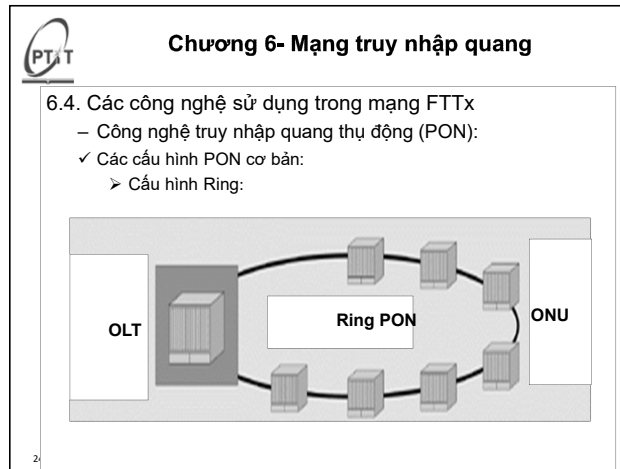 PTIT
Chương 6- Mạng truy nhập quang
6.4. Các công nghệ sử dụng trong mạng FTTx
– Công nghệ truy nhập quang thụ động (PON):
✓ Các cấu hình PON cơ bản:
➢ Cấu hình Ring:
OLT
Ring PON
ONU